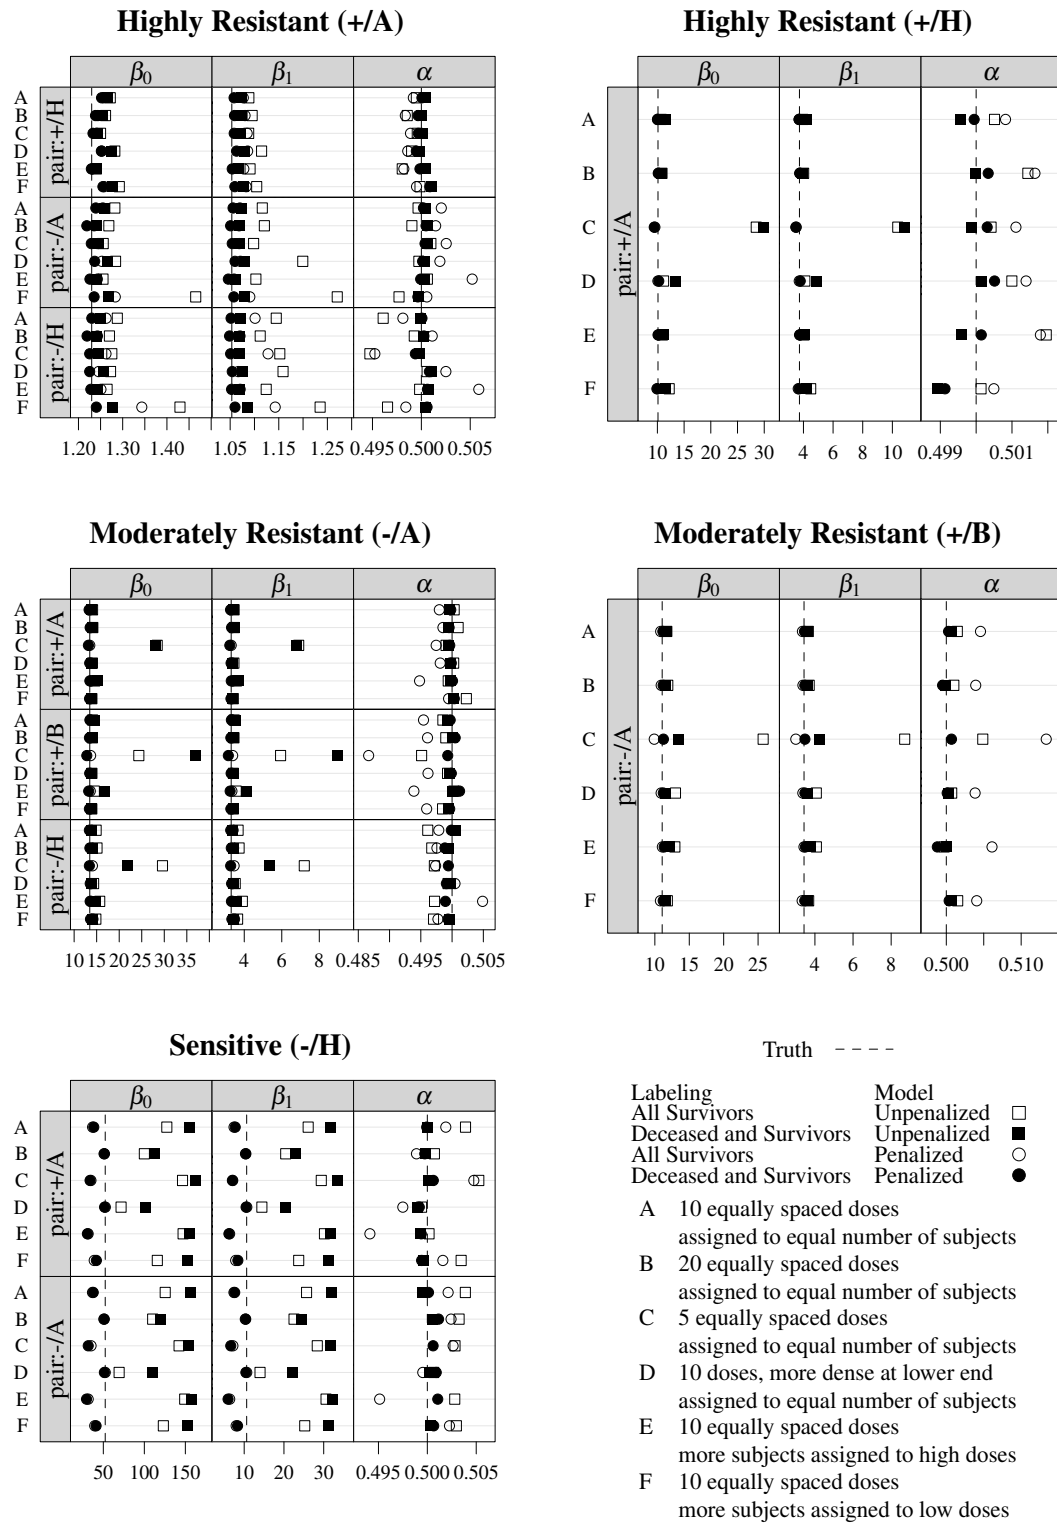 Highly Resistant (+/A)
β0 β1 α
pair:+/H
A
B
C
D
E
F
pair:-/A
A
B
C
D
E
F
pair:-/H
A
B
C
D
E
F
1.20 1.30 1.40 1.05 1.15 1.25 0.495 0.500 0.505
Highly Resistant (+/H)
β0 β1 α
pair:+/A
A
B
C
D
E
F
10 15 20 25 30 4 6 8 10 0.499 0.501
Moderately Resistant (-/A)
β0 β1 α
pair:+/A
A
B
C
D
E
F
pair:+/B
A
B
C
D
E
F
pair:-/H
A
B
C
D
E
F
10 15 20 25 30 35 4 6 8 0.485 0.495 0.505
Moderately Resistant (+/B)
β0 β1 α
pair:-/A
A
B
C
D
E
F
10 15 20 25 4 6 8 0.500 0.510
Sensitive (-/H)
β0 β1 α
pair:+/A
A
B
C
D
E
F
pair:-/A
A
B
C
D
E
F
50 100 150 10 20 30 0.495 0.500 0.505
Truth
Labeling Model
All Survivors Unpenalized
Deceased and Survivors Unpenalized
All Survivors Penalized
Deceased and Survivors Penalized
A 10 equally spaced doses
assigned to equal number of subjects
B 20 equally spaced doses
assigned to equal number of subjects
C 5 equally spaced doses
assigned to equal number of subjects
D 10 doses, more dense at lower end
assigned to equal number of subjects
E 10 equally spaced doses
more subjects assigned to high doses
F 10 equally spaced doses
more subjects assigned to low doses